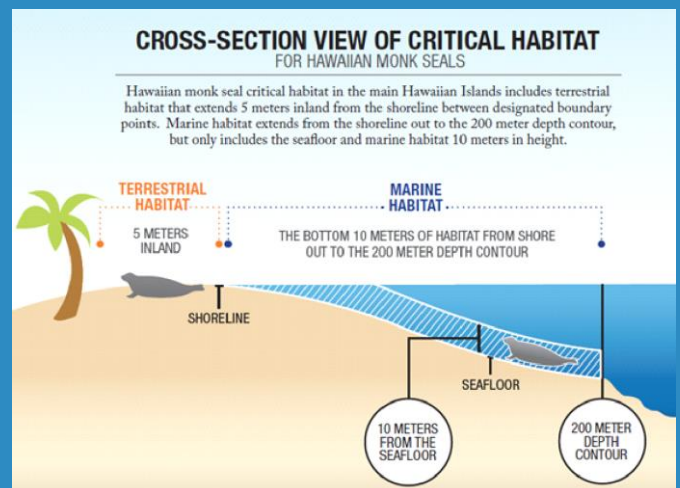 CROSS-SECTION VIEW OF CRITICAL HABITAT
FOR HAWAIIAN MONK SEALS
Hawaiian monk seal critical habitat in the main Hawaiian Islands includes terrestrial
habitat that extends 5 meters inland from the shoreline between designated boundary
points. Marine habitat extends from the shoreline out to the 200 meter depth contour,
but only includes the seafloor and marine habitat 10 meters in height.
TERRESTRIAL
HABITAT
5 METERS
INLAND
MARINE
HABITAT
THE BOTTOM 10 METERS OF HABITAT FROM SHORE
OUT TO THE 200 METER DEPTH CONTOUR
SHORELINE
SEAFLOOR
10 METERS
FROM THE
SEAFLOOR
200 METER
DEPTH
CONTOUR